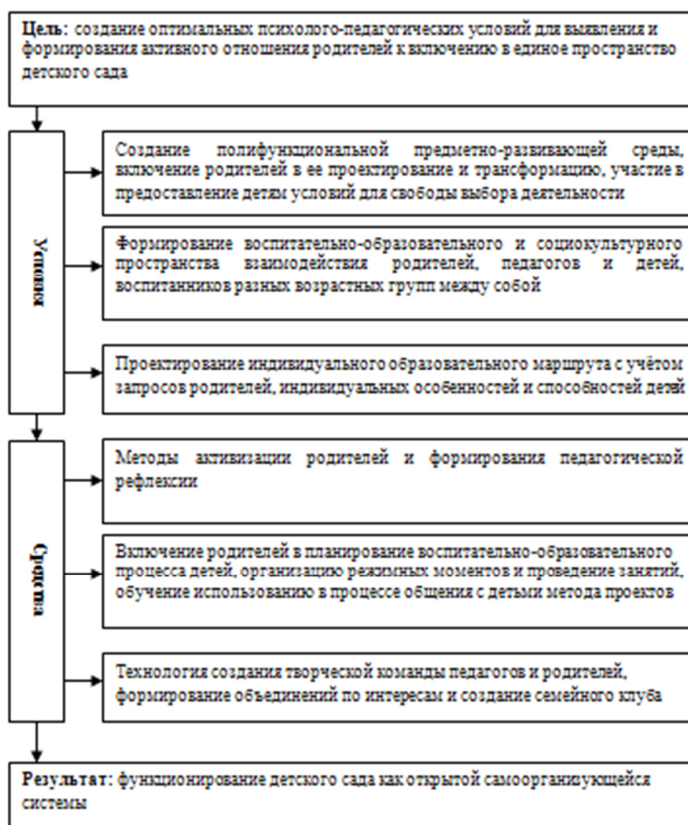 Цель: создание оптимальных психолого-педагогических условий для выявления и
формирования активного отношения родителей к включению в единое пространство
детского сада
Условия
Создание полифункциональной предметно-развивающей среды,
включение родителей в ее проектирование и трансформацию, участие в
предоставление детям условий для свободы выбора деятельности
Формирование воспитательно-образовательного и социокультурного
пространства взаимодействия родителей, педагогов и детей,
воспитанников разных возрастных групп между собой
Проектирование индивидуального образовательного маршрута с учётом
запросов родителей, индивидуальных особенностей и способностей детей
Средства
Методы активизации родителей и формирования педагогической
рефлексии
Включение родителей в планирование воспитательно-образовательного
процесса детей, организацию режимных моментов и проведение занятий,
обучение использованию в процессе общения с детьми метода проектов
Технология создания творческой команды педагогов и родителей,
формирование объединений по интересам и создание семейного клуба
Результат: функционирование детского сада как открытой самоорганизующейся
системы